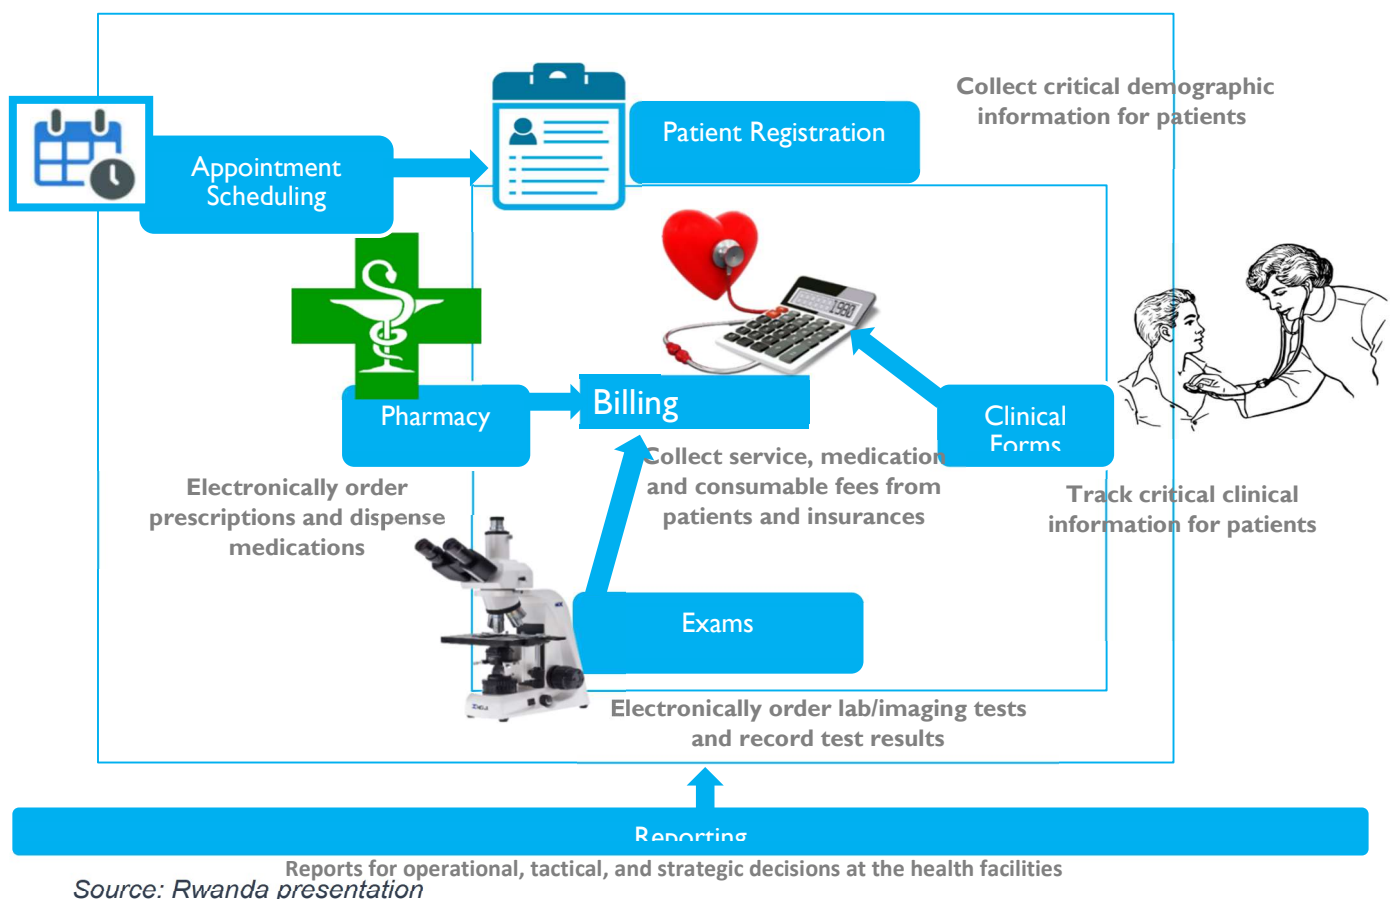 Collect critical demographic
information for patients
Patient Registration
Appointment
Scheduling
1980
Pharmacy
Billing
Clinical
Forms
Collect service, medication
and consumable fees from
patients and insurances
Electronically order
prescriptions and dispense
medications
Track critical clinical
information for patients
Exams
Electronically order lab/imaging tests
and record test results
Reporting
Reports for operational, tactical, and strategic decisions at the health facilities
Source: Rwanda presentation